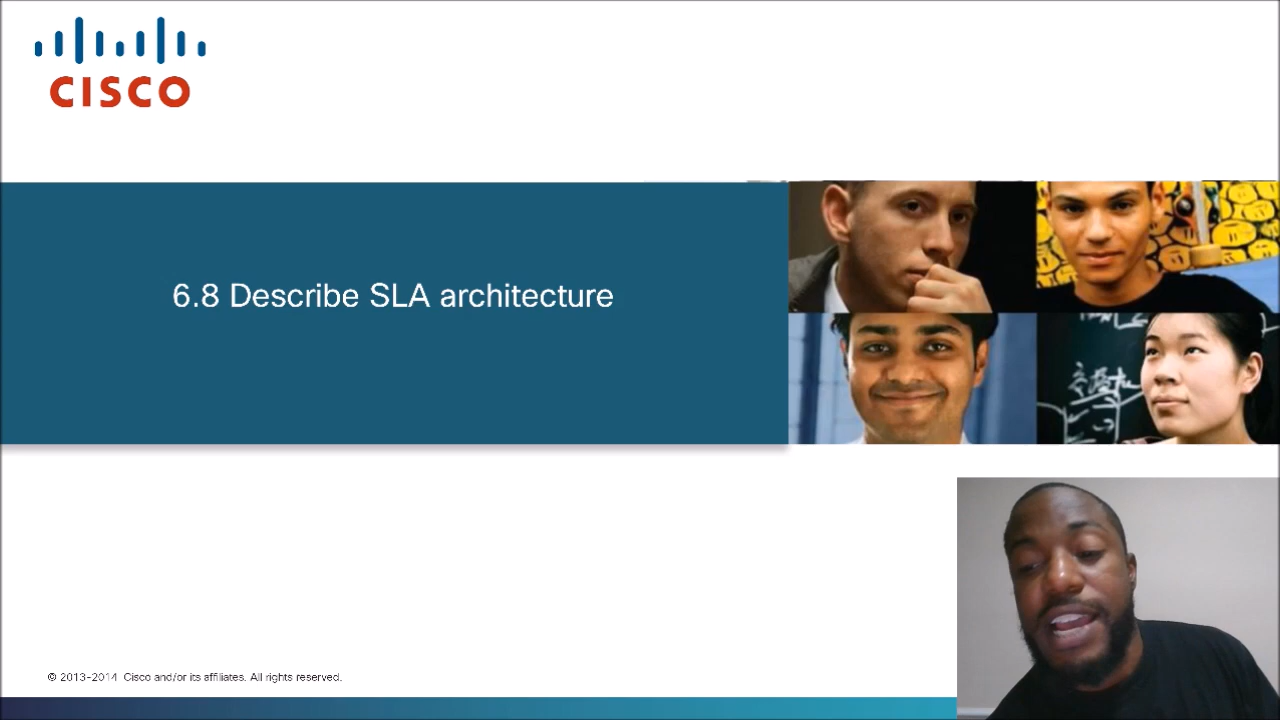 CISCO
6.8 Describe SLA architecture
© 2013-2014 Cisco and/or its affiliates. All rights reserved.